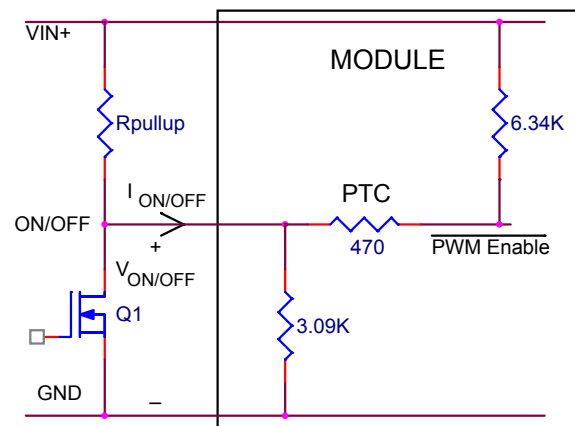 VIN+
MODULE
Rpullup
6.34K
I ON/OFF
PTC
ON/OFF
+
470
PWM Enable
V ON/OFF
Q1
3.09K
GND
_